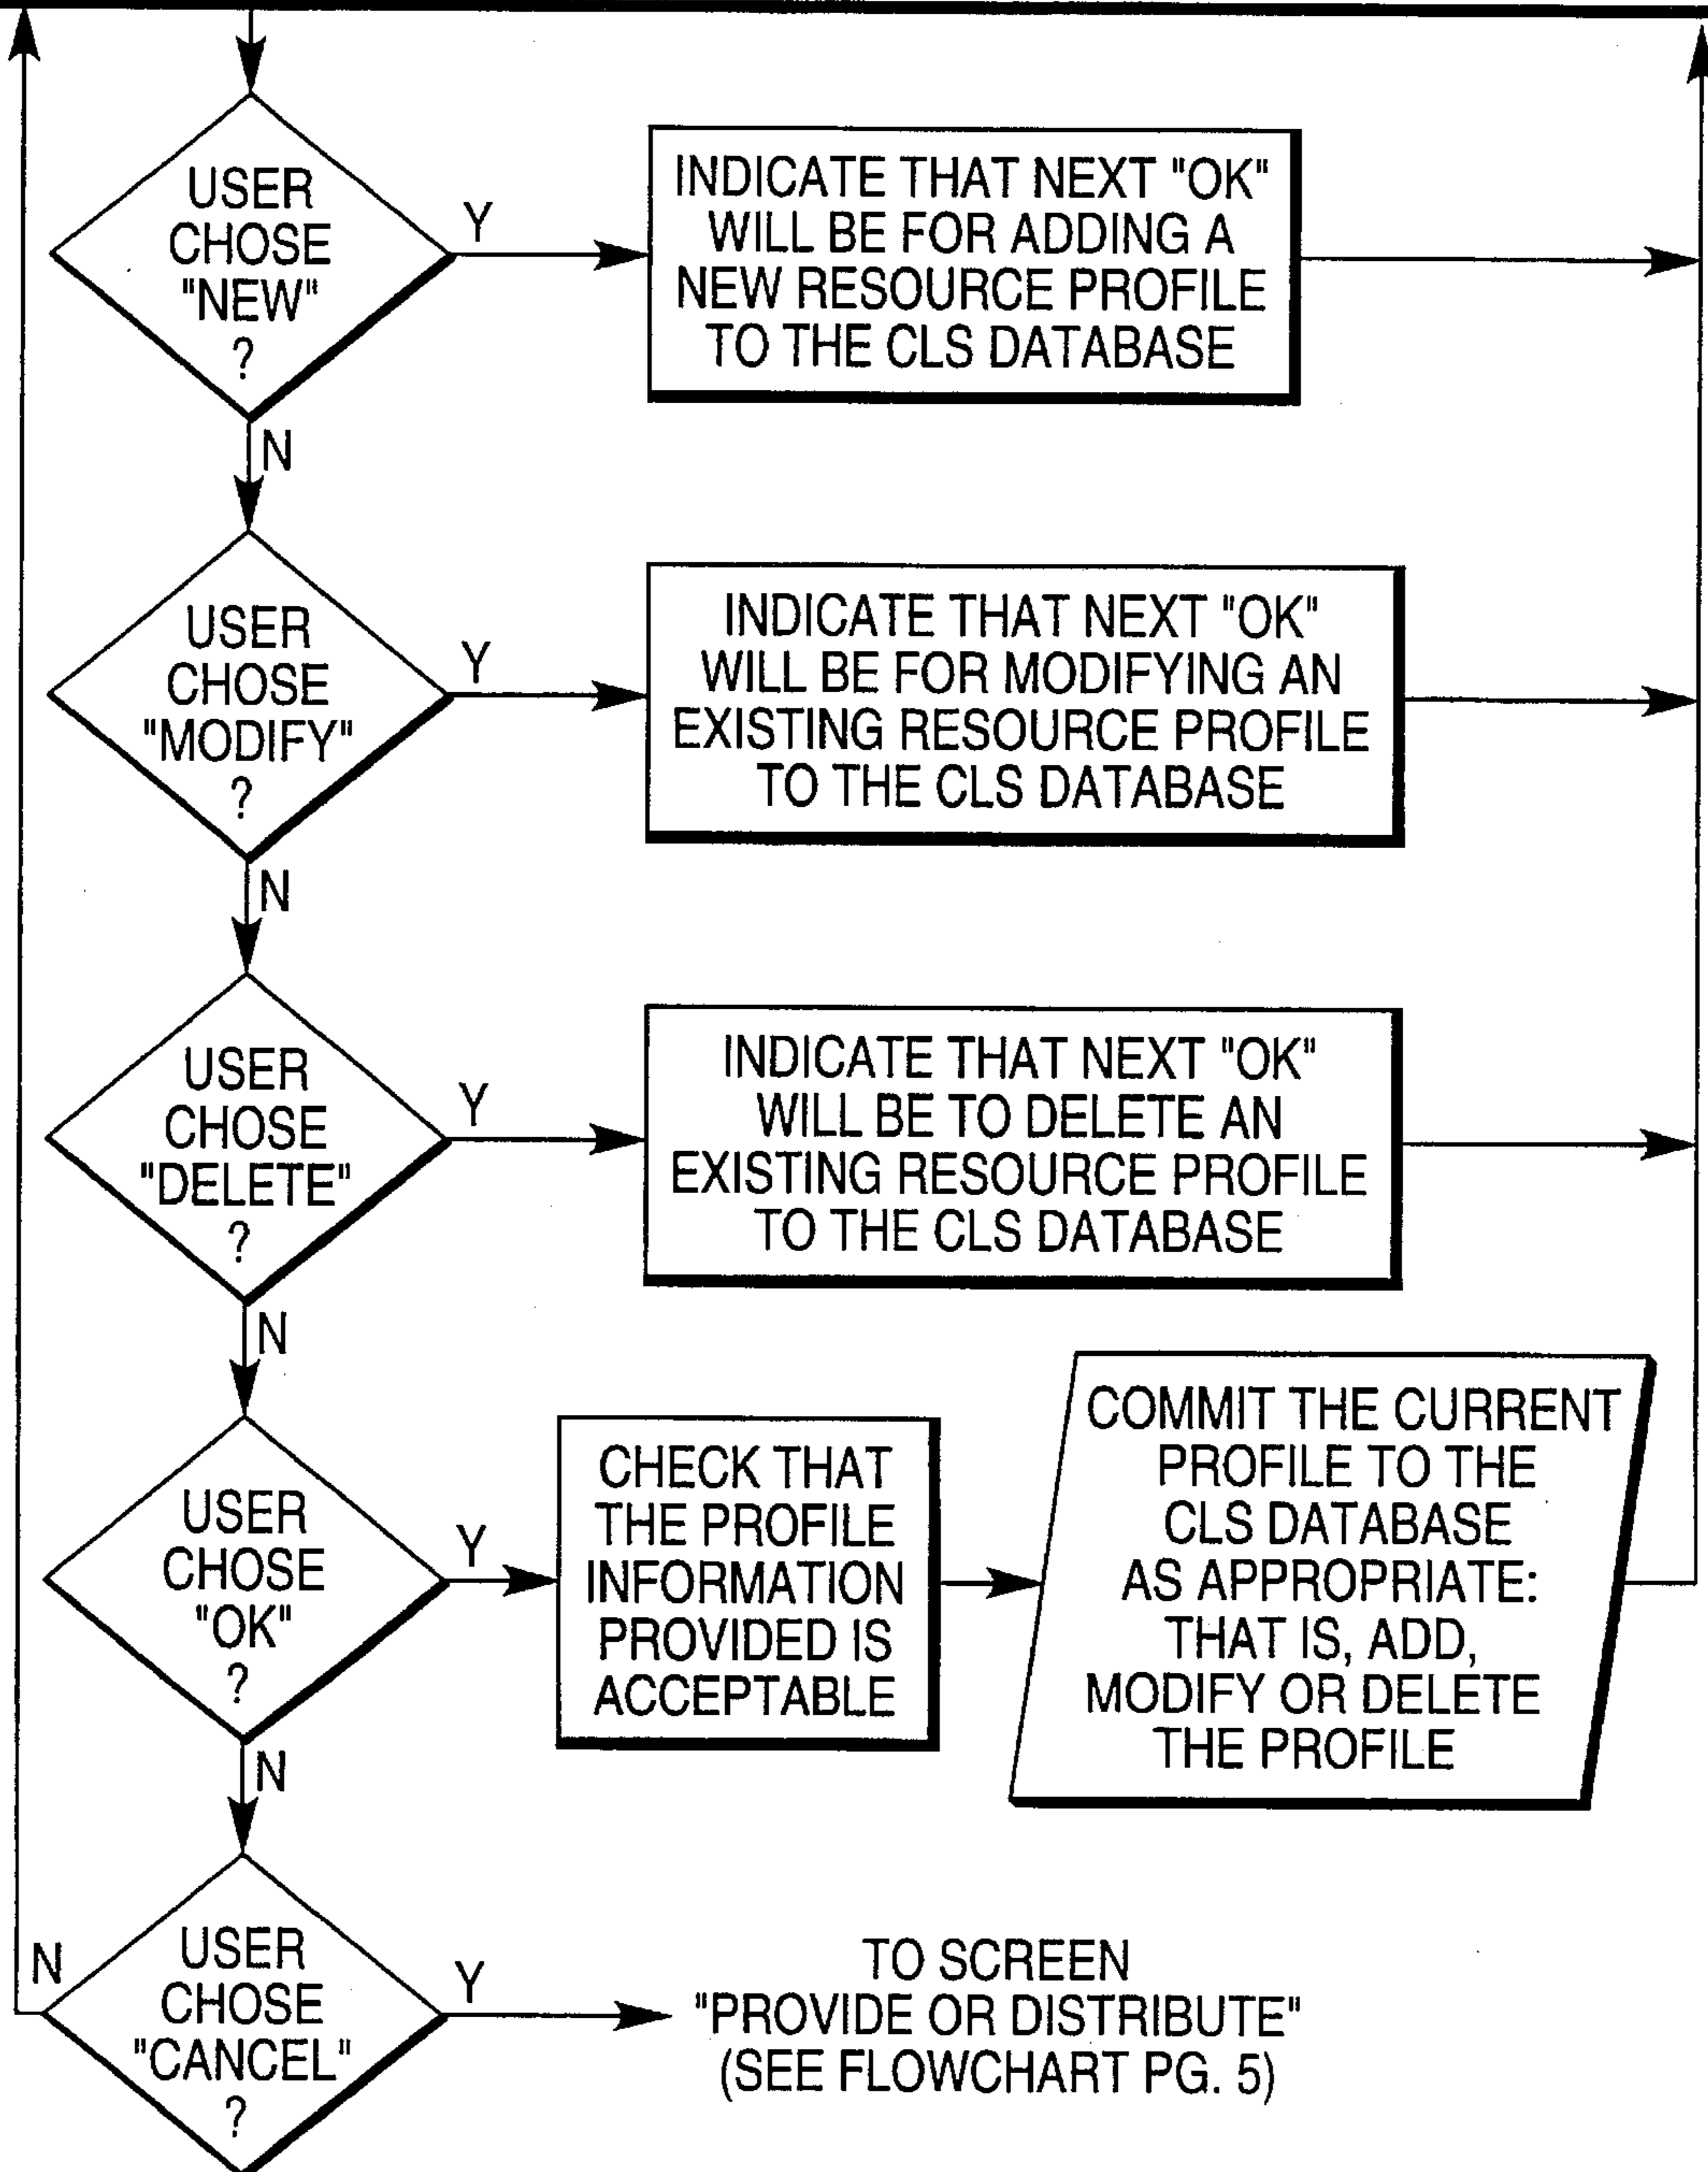 USER
CHOSE
"NEW"
?
Y
INDICATE THAT NEXT "OK"
WILL BE FOR ADDING A
NEW RESOURCE PROFILE
TO THE CLS DATABASE
N
USER
CHOSE
"MODIFY"
?
Y
INDICATE THAT NEXT "OK"
WILL BE FOR MODIFYING AN
EXISTING RESOURCE PROFILE
TO THE CLS DATABASE
N
USER
CHOSE
"DELETE"
?
Y
INDICATE THAT NEXT "OK"
WILL BE TO DELETE AN
EXISTING RESOURCE PROFILE
TO THE CLS DATABASE
N
USER
CHOSE
"OK"
?
Y
CHECK THAT
THE PROFILE
INFORMATION
PROVIDED IS
ACCEPTABLE
COMMIT THE CURRENT
PROFILE TO THE
CLS DATABASE
AS APPROPRIATE:
THAT IS, ADD,
MODIFY OR DELETE
THE PROFILE
N
USER
CHOSE
"CANCEL"
?
N
Y
TO SCREEN
"PROVIDE OR DISTRIBUTE"
(SEE FLOWCHART PG. 5)